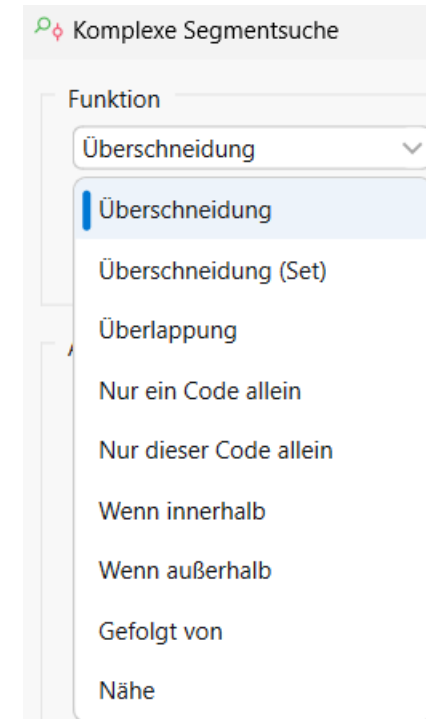 Komplexe Segmentsuche
Funktion
Überschneidung
Überschneidung
Überschneidung (Set)
Überlappung
Nur ein Code allein
Nur dieser Code allein
Wenn innerhalb
Wenn außerhalb
Gefolgt von
Nähe